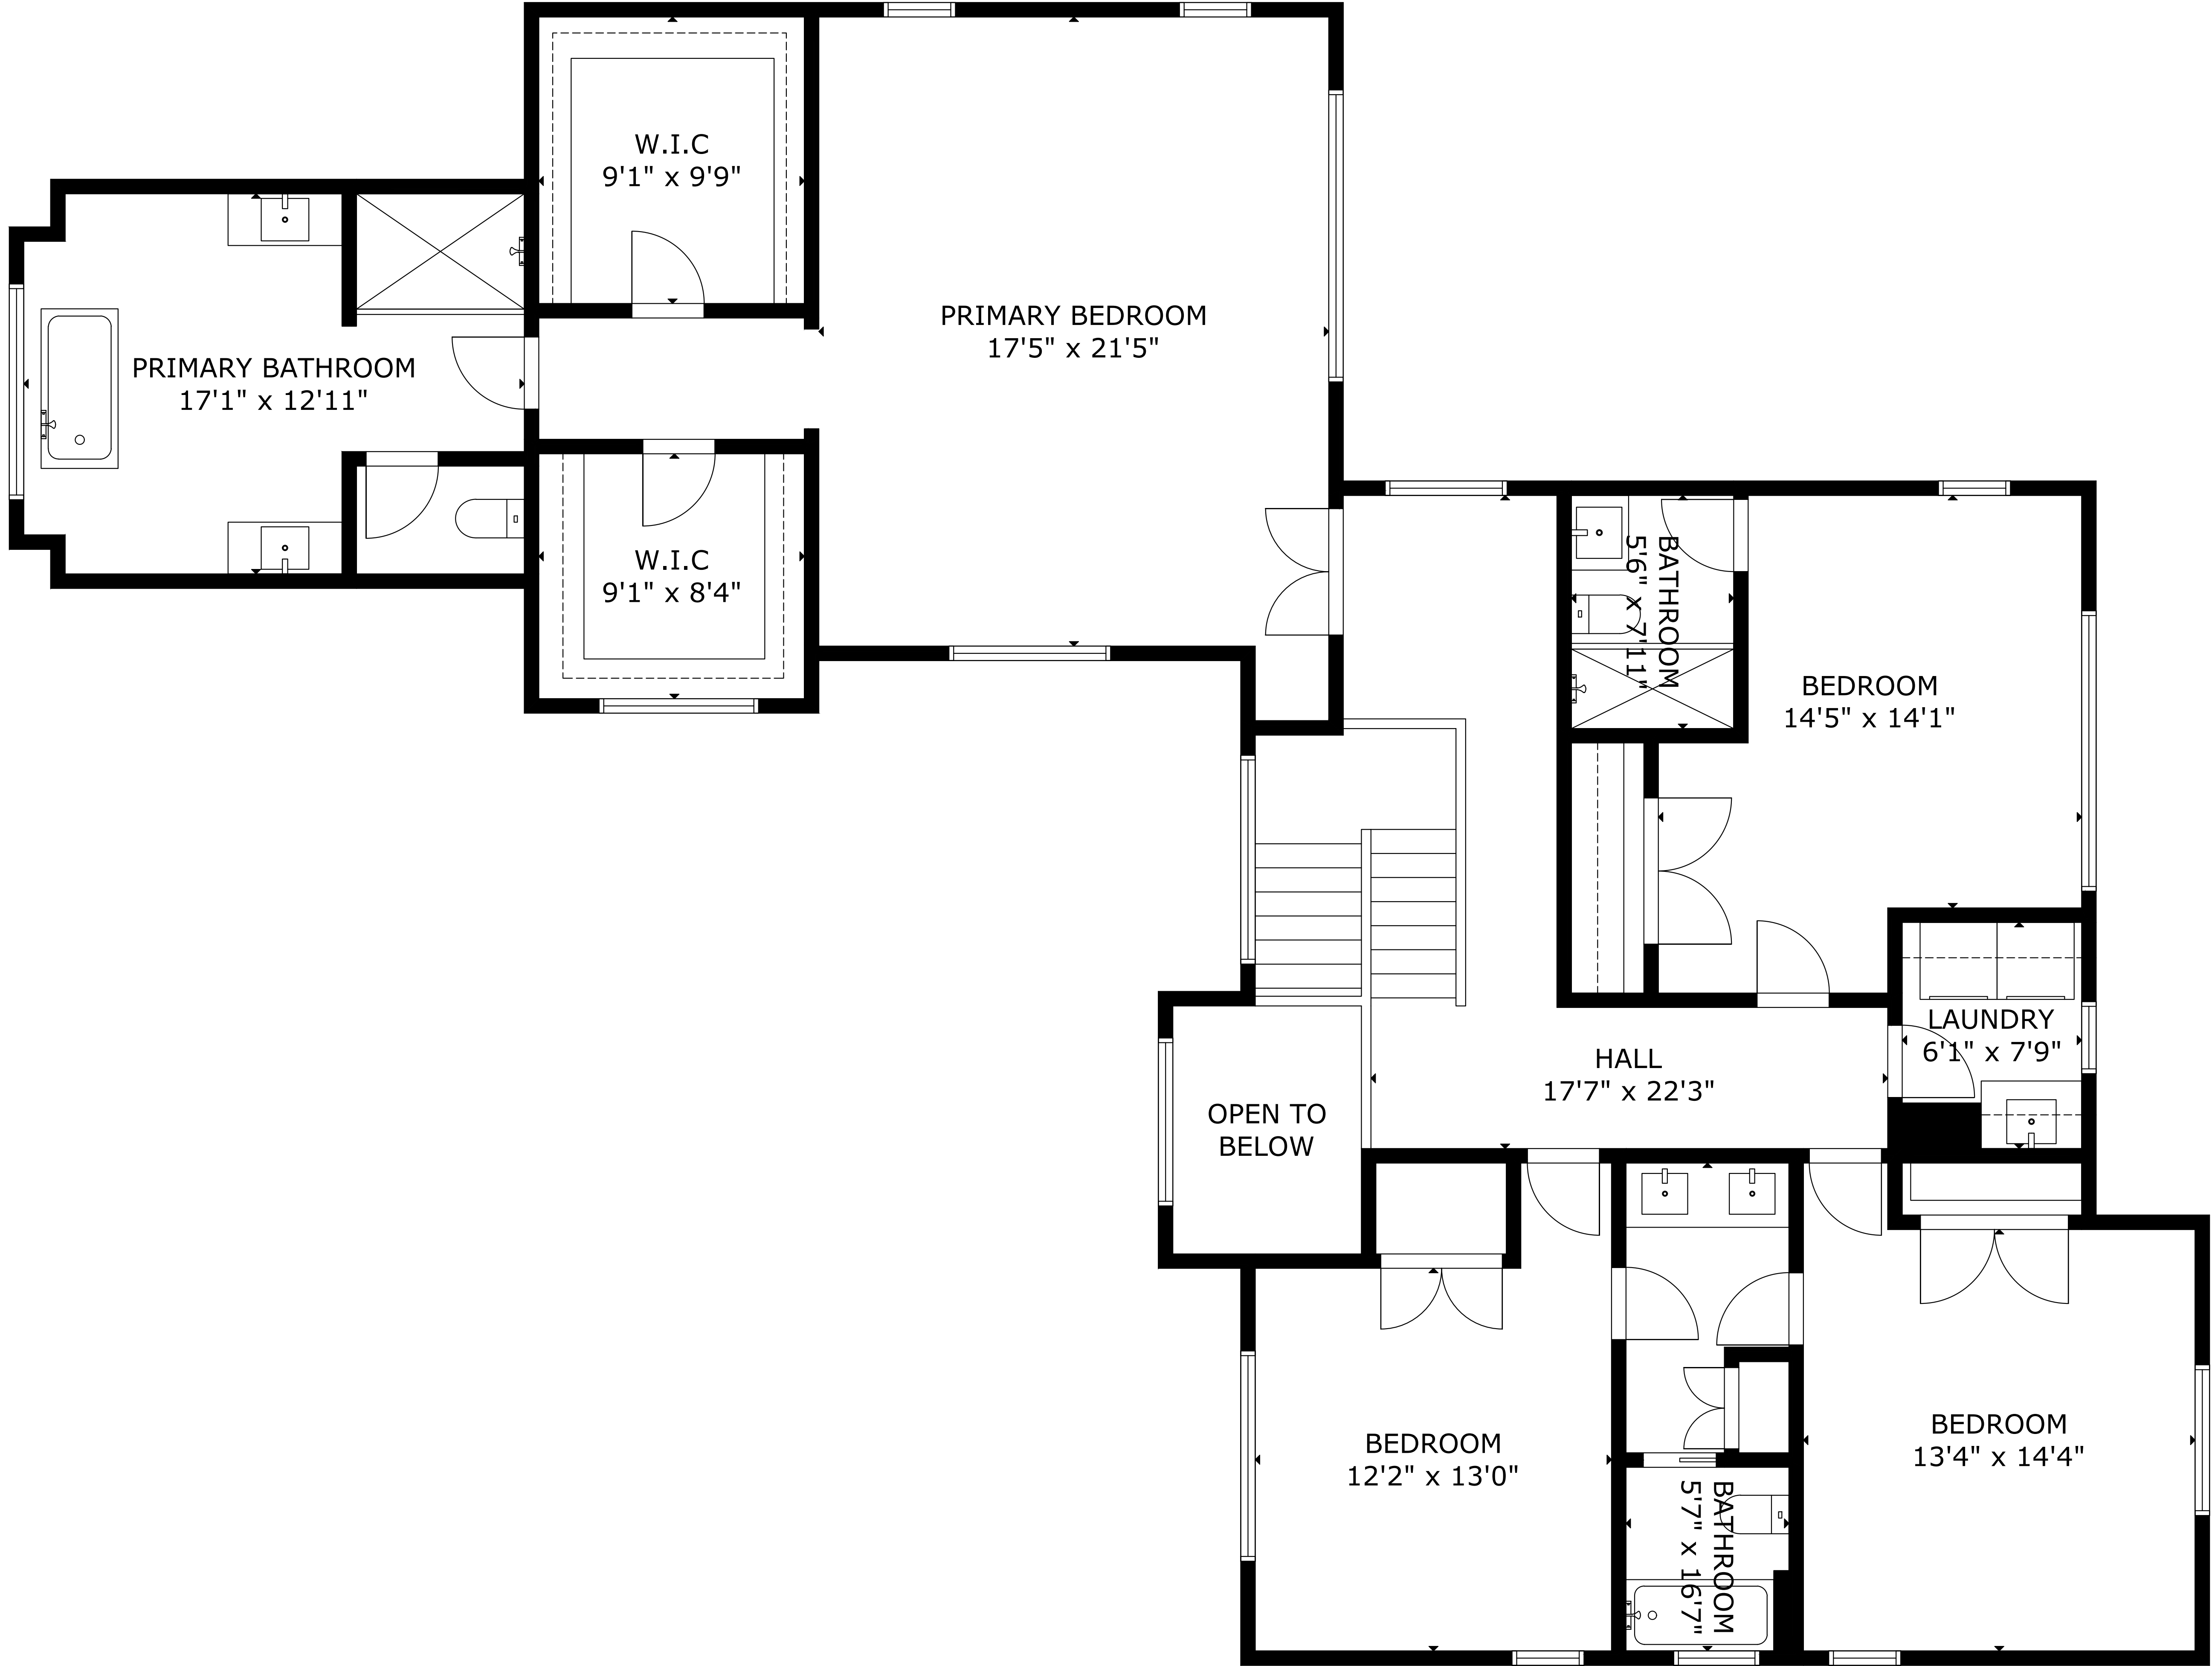 W.I.C
9'1" x 9'9"
PRIMARY BEDROOM
17'5" x 21'5"
PRIMARY BATHROOM
17'1" x 12'11"
W.I.C
9'1" x 8'4"
BATHROOM
5'6" x 7'11"
BEDROOM
14'5" x 14'1"
LAUNDRY
6'1" x 7'9"
HALL
17'7" x 22'3"
OPEN TO
BELOW
BEDROOM
12'2" x 13'0"
BATHROOM
5'7" x 16'7"
BEDROOM
13'4" x 14'4"